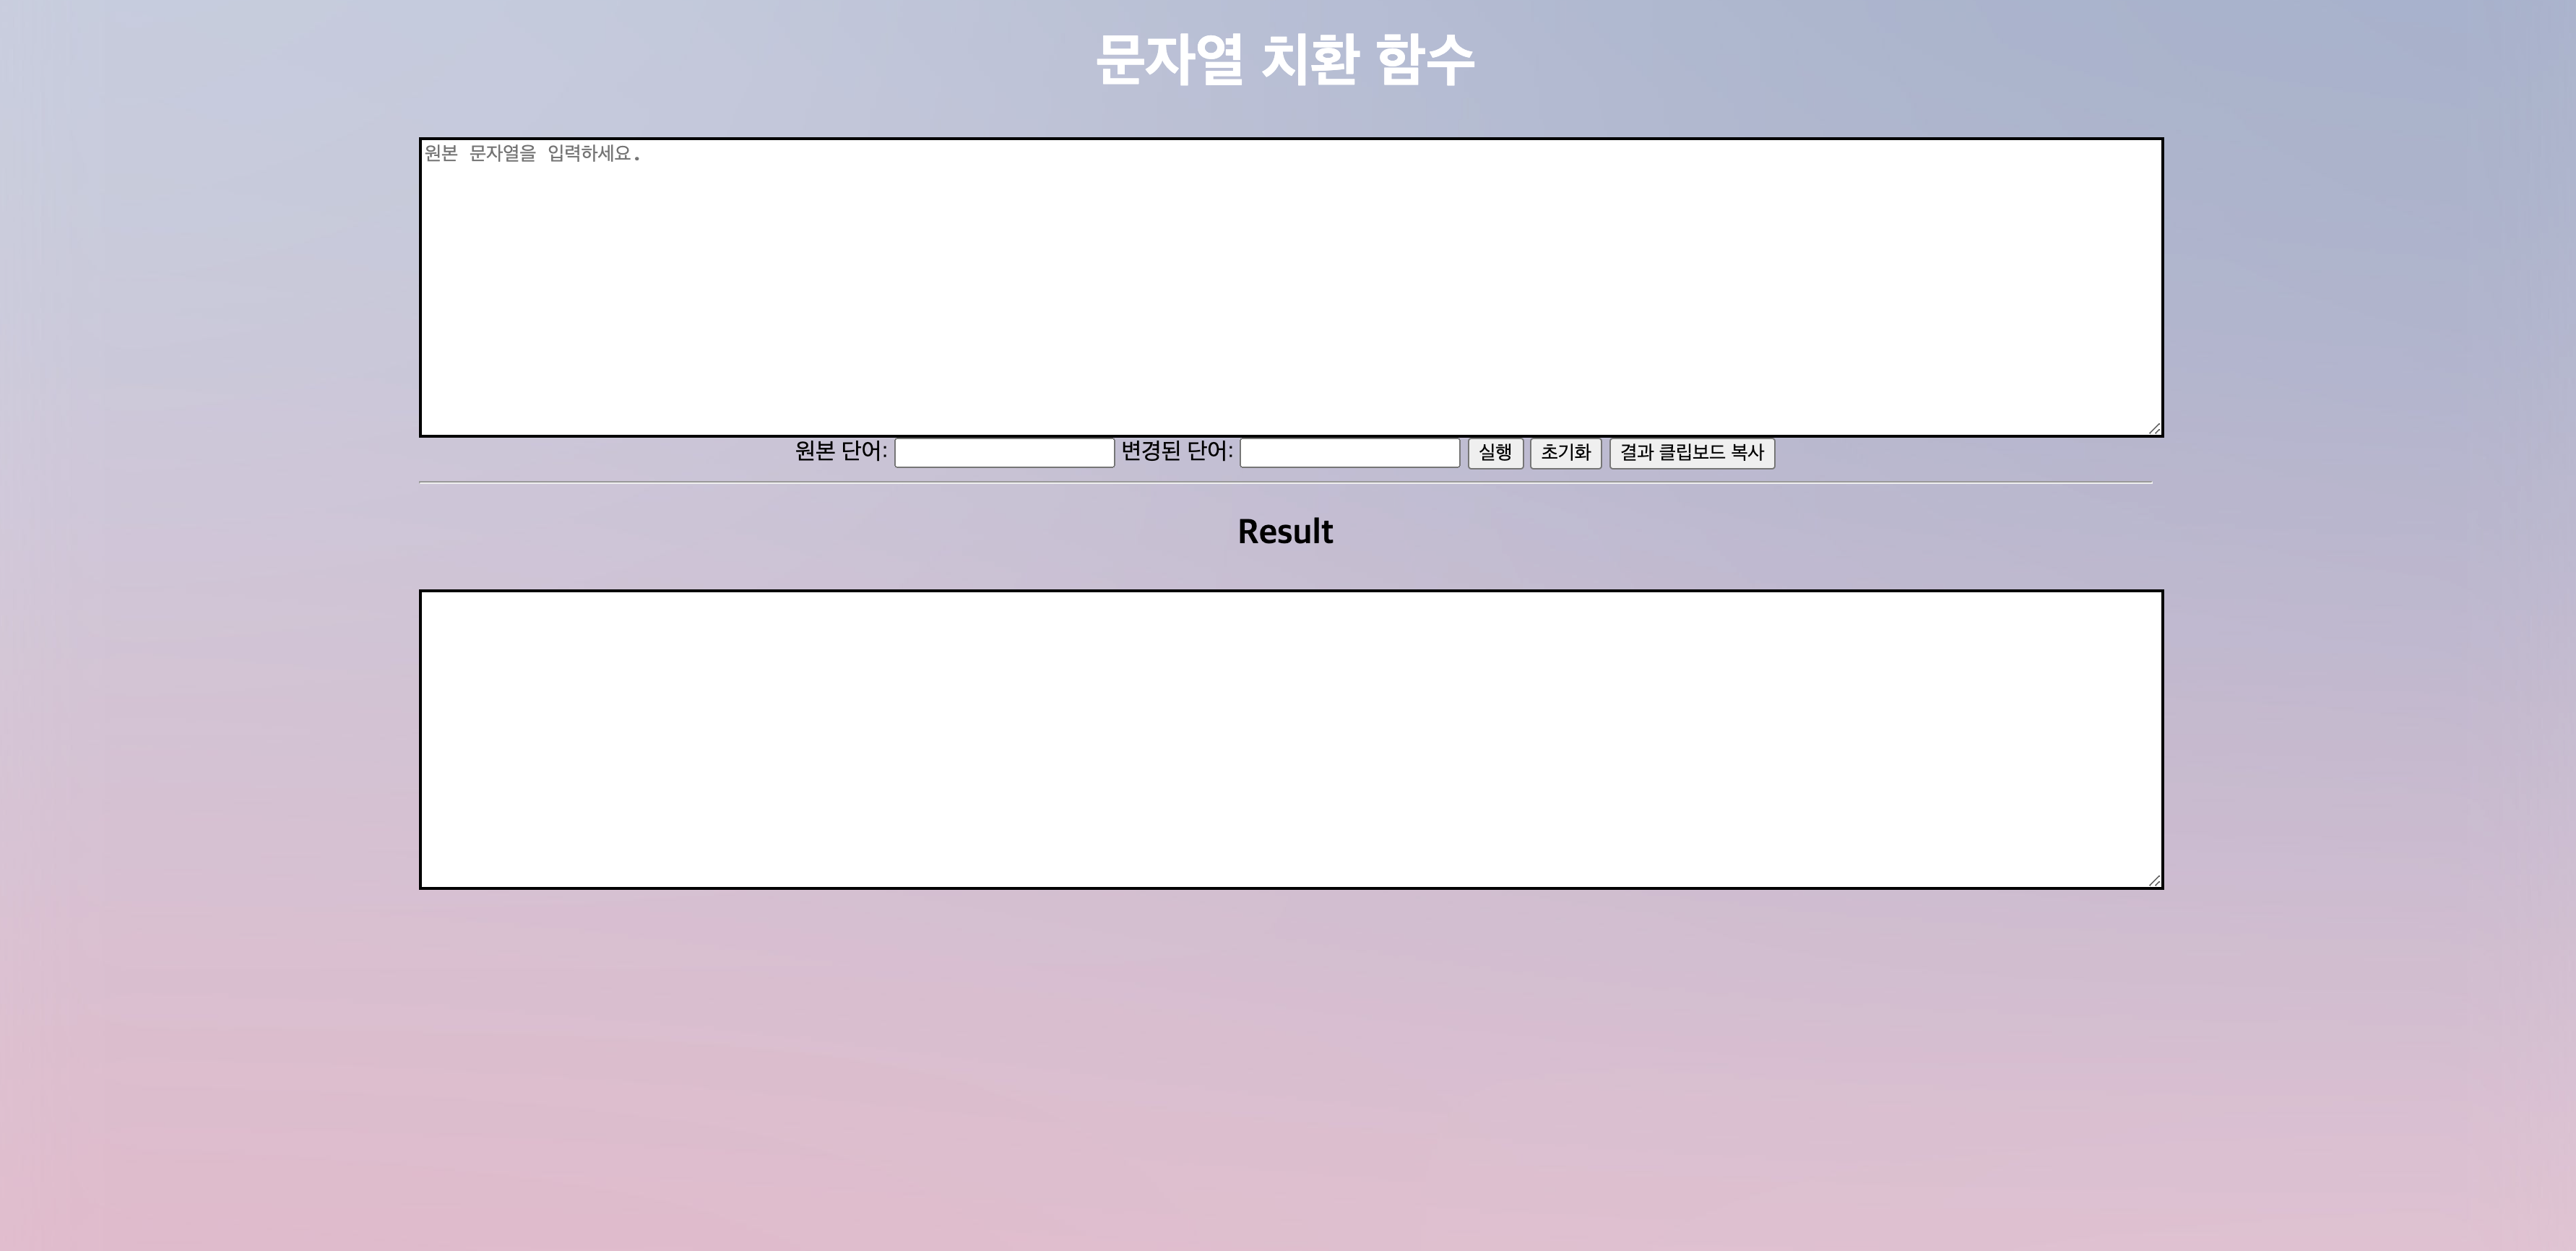 문자열 치환 함수
원본 문자열을 입력하세요.
원본 단어: 변경된 단어: 실행 초기화 결과 클립보드 복사
Result